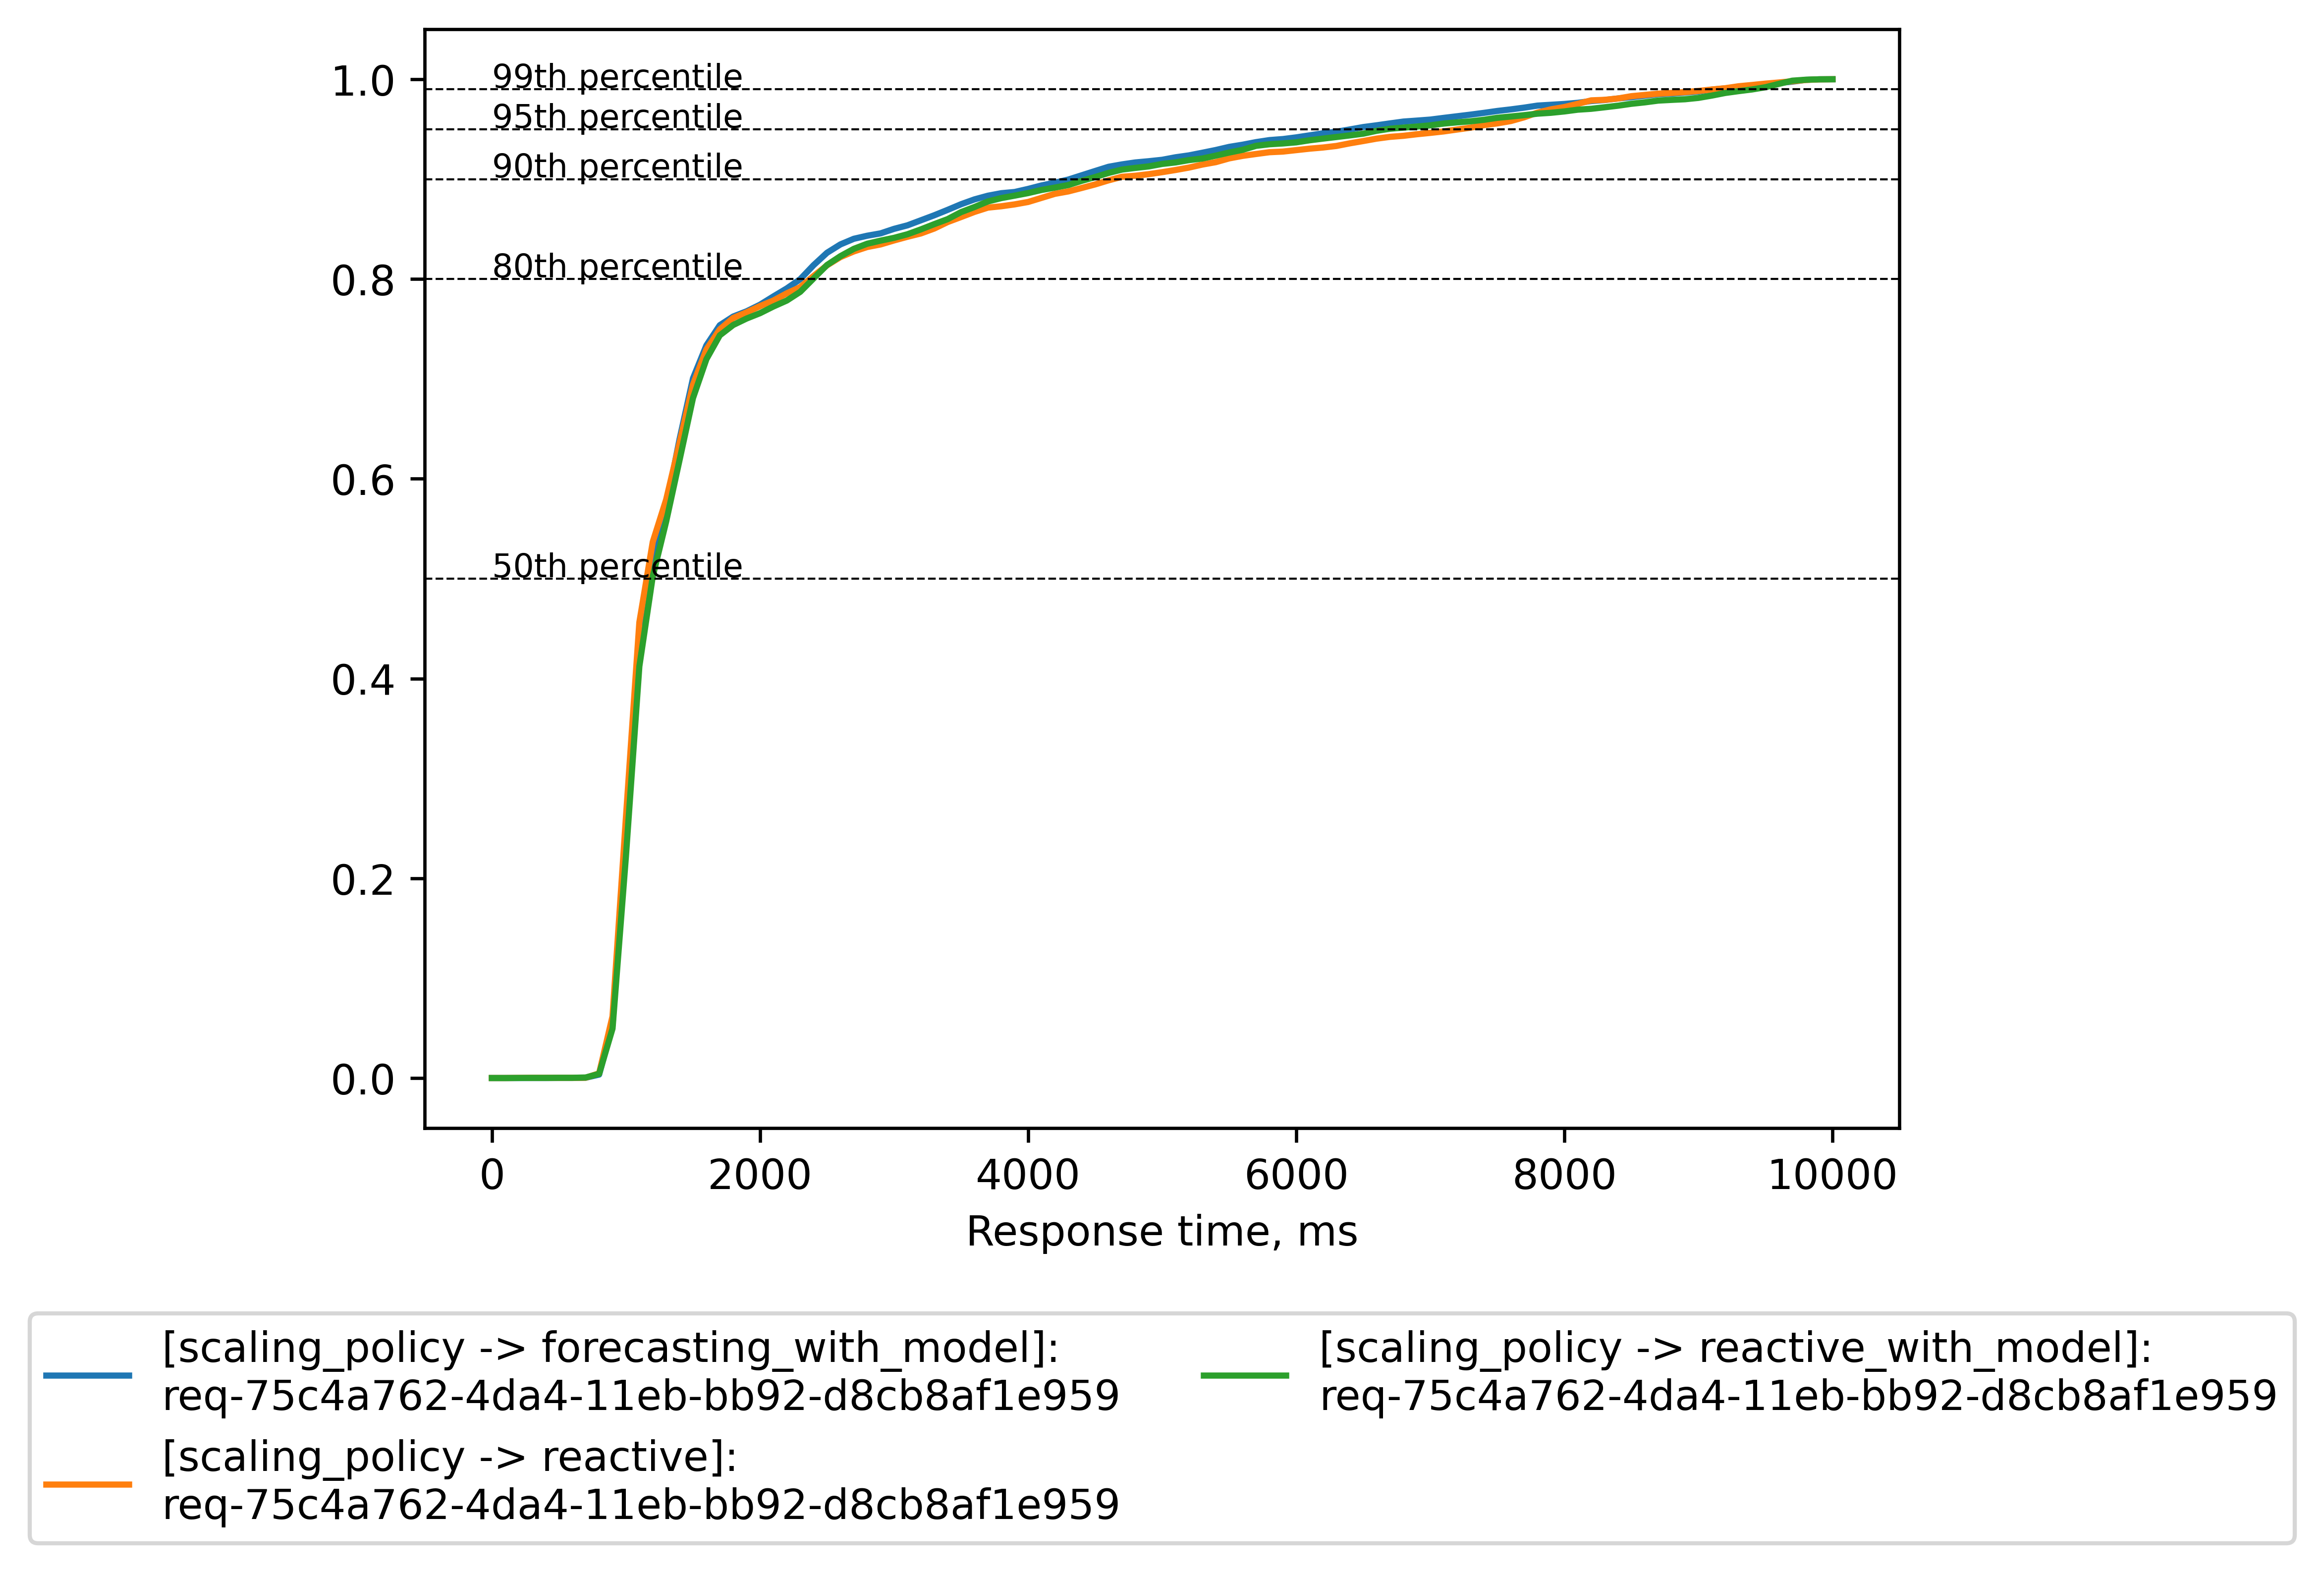 1.0
0.8
0.6
0.4
0.2
0.0
99th percentile
95th percentile
90th percentile
80th percentile
50th percentile
0 2000 4000 6000 8000 10000
Response time, ms
[scaling_policy -> forecasting_with_model]:
req-75c4a762-4da4-11eb-bb92-d8cb8af1e959
[scaling_policy -> reactive]:
req-75c4a762-4da4-11eb-bb92-d8cb8af1e959
[scaling_policy -> reactive_with_model]:
req-75c4a762-4da4-11eb-bb92-d8cb8af1e959